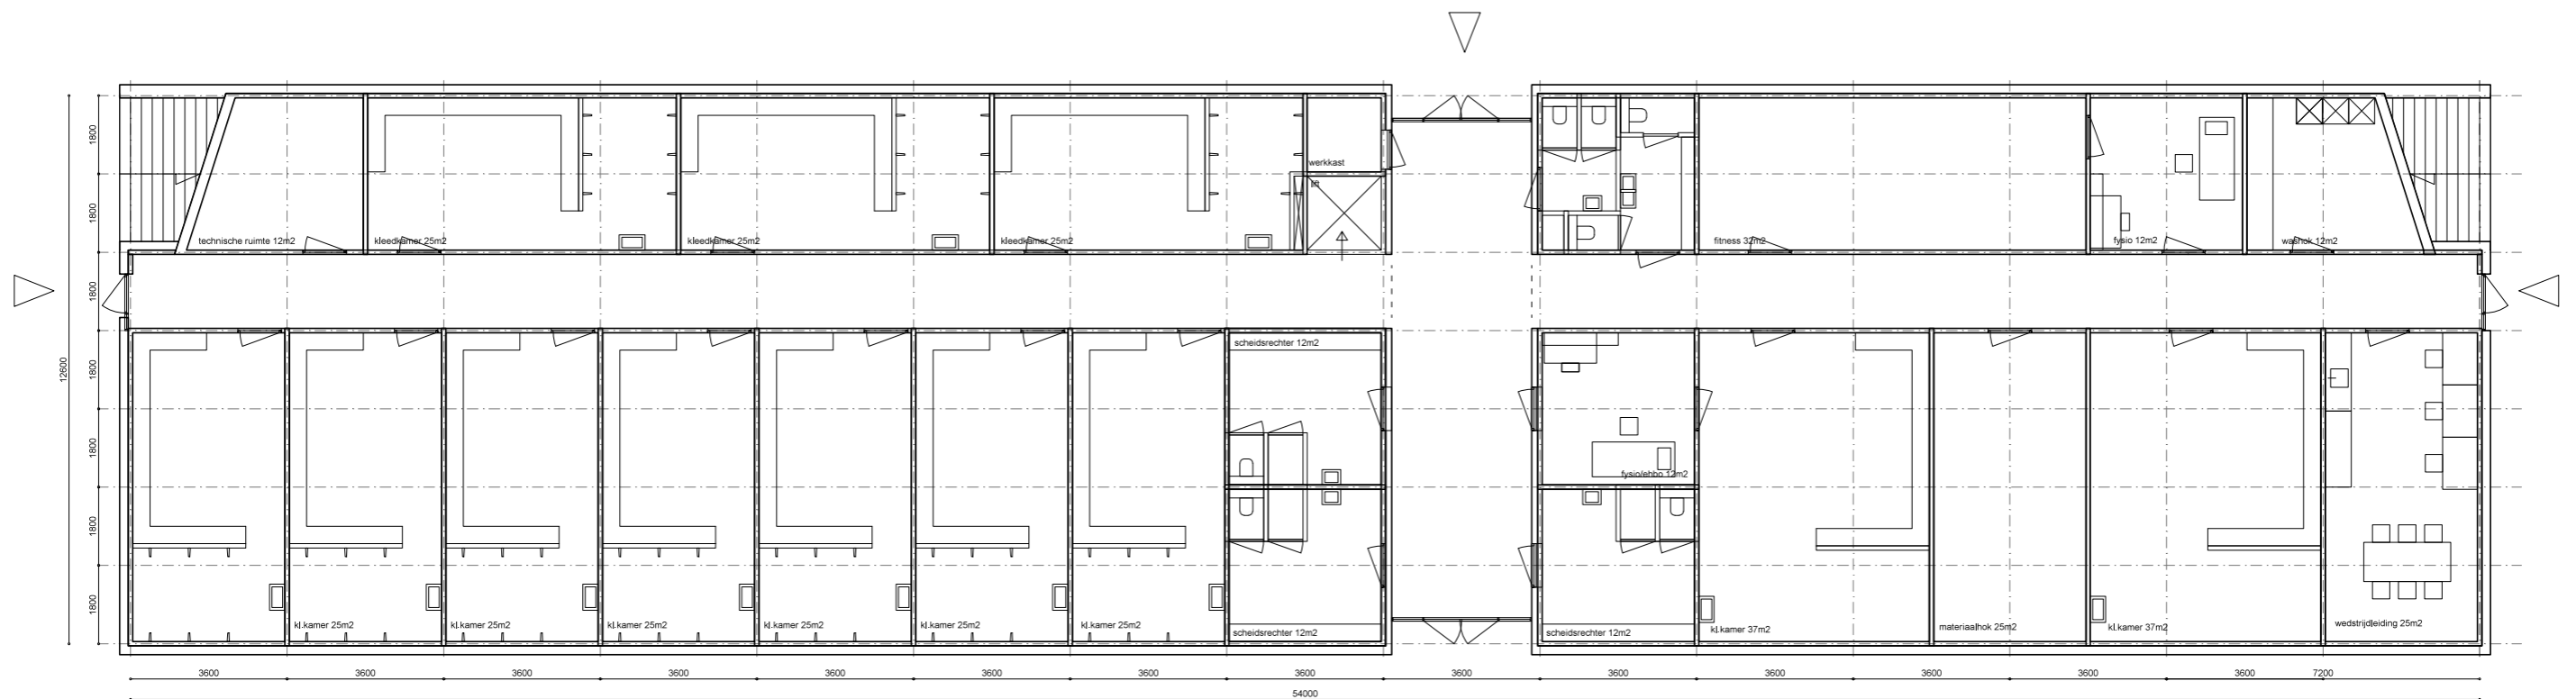 1800
werkkast
lift
1800
technische ruimte 12m2
kleedkamer 25m2
kleedkamer 25m2
kleedkamer 25m2
fitness 32m2
fysio 12m2
washok 12m2
1800
12600
1800
scheidsrechter 12m2
1800
fysio/ehbo 12m2
1800
1800
kl.kamer 25m2
kl.kamer 25m2
kl.kamer 25m2
kl.kamer 25m2
kl.kamer 25m2
kl.kamer 25m2
scheidsrechter 12m2
scheidsrechter 12m2
kl.kamer 37m2
materiaalhok 25m2
kl.kamer 37m2
wedstrijdleiding 25m2
3600 3600 3600 3600 3600 3600 3600 3600 3600 3600 3600 3600 3600 3600 7200
54000